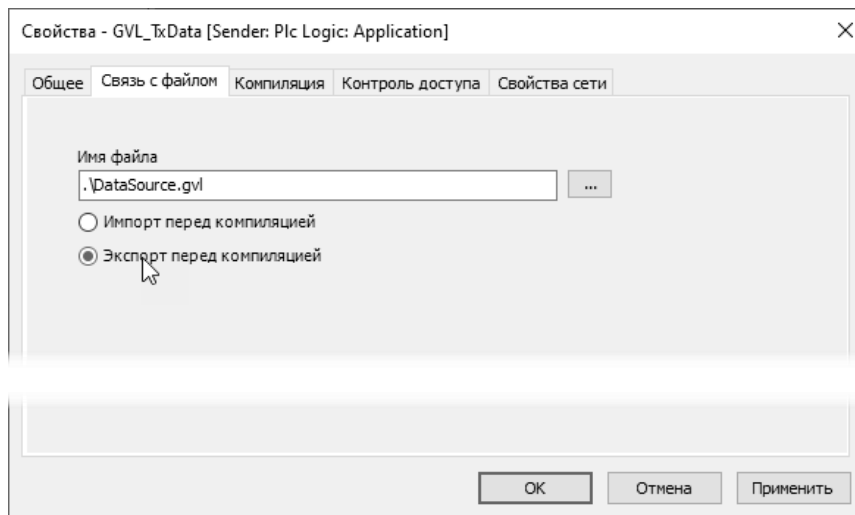 Свойства - GVL_TxData [Sender: Plc Logic: Application]
Общее Связь с файлом Компиляция Контроль доступа Свойства сети
Имя файла
.\DataSource.gvl ...
Импорт перед компиляцией
Экспорт перед компиляцией
OK Отмена Применить